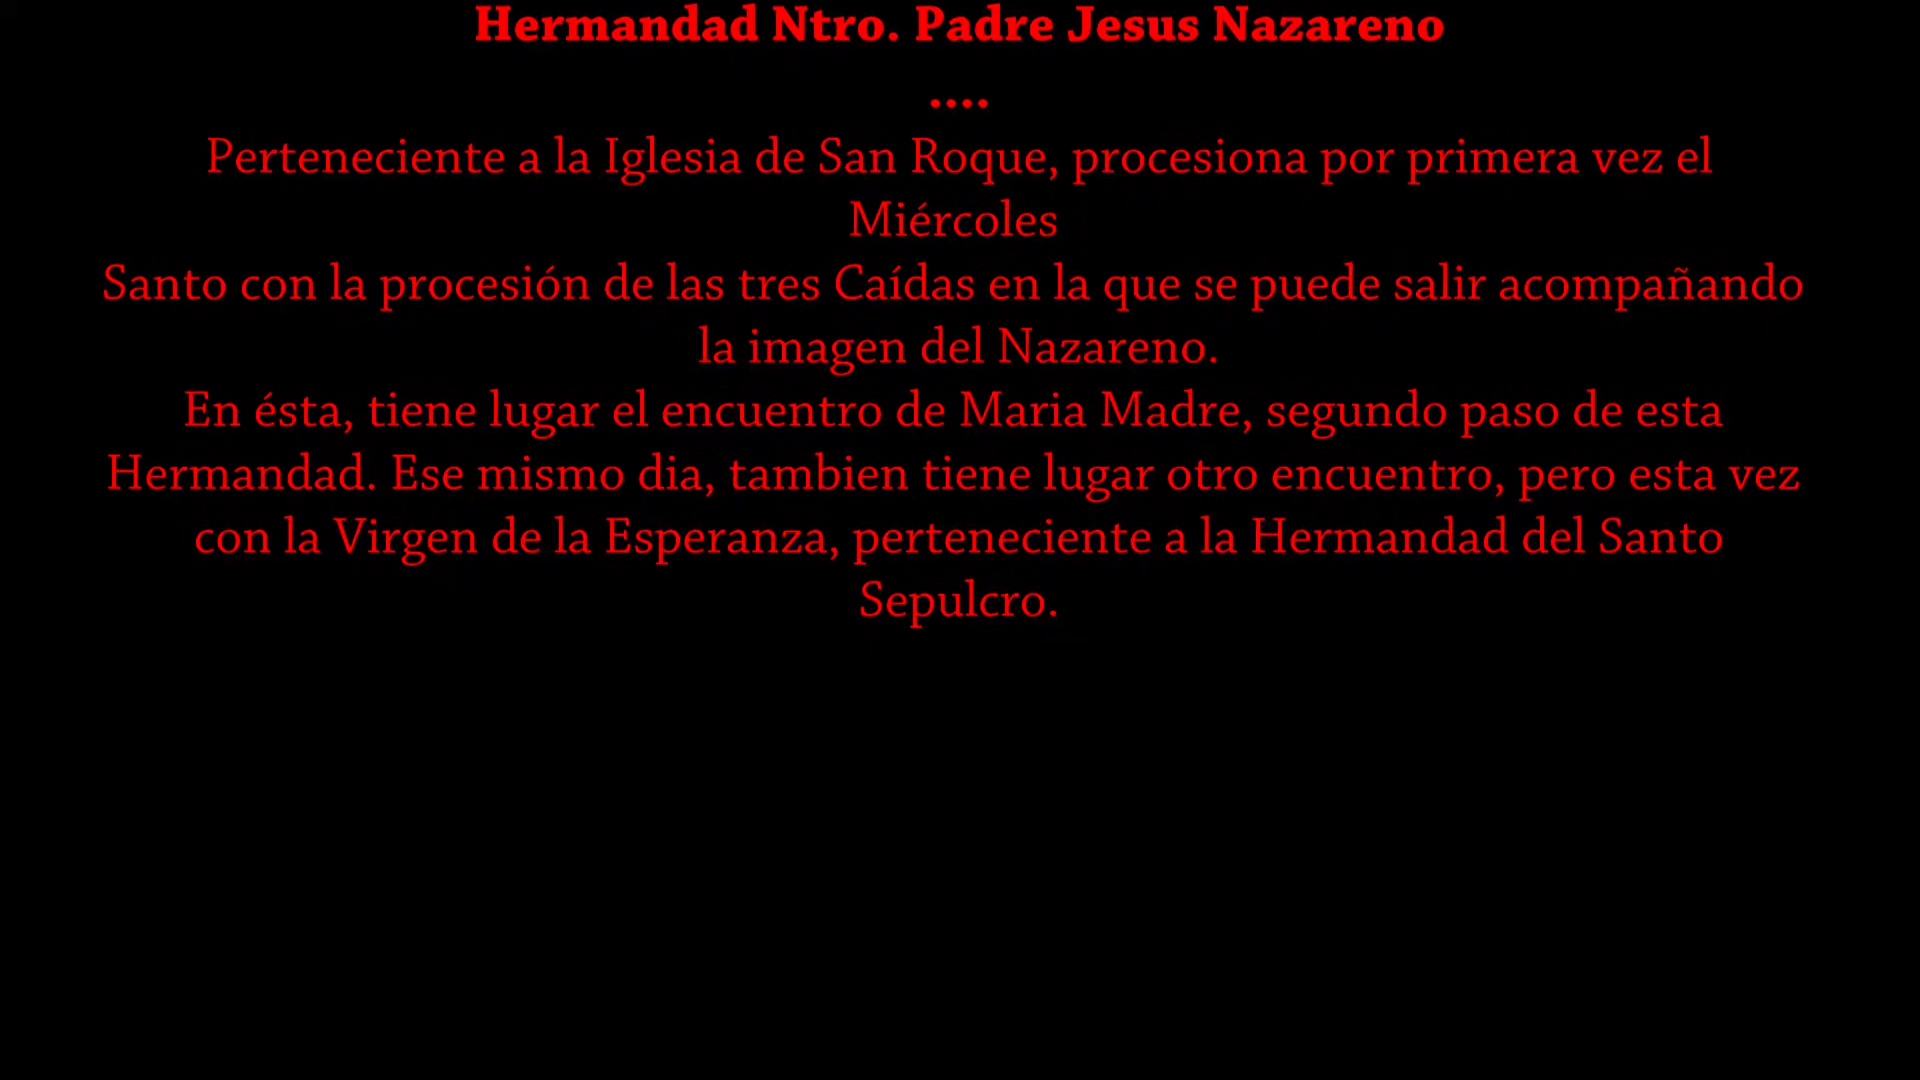 Hermandad Ntro. Padre Jesus Nazareno
....
Perteneciente a la Iglesia de San Roque, procesiona por primera vez el
Miércoles
Santo con la procesión de las tres Caídas en la que se puede salir acompañando
la imagen del Nazareno.
En ésta, tiene lugar el encuentro de Maria Madre, segundo paso de esta
Hermandad. Ese mismo dia, tambien tiene lugar otro encuentro, pero esta vez
con la Virgen de la Esperanza, perteneciente a la Hermandad del Santo
Sepulcro.